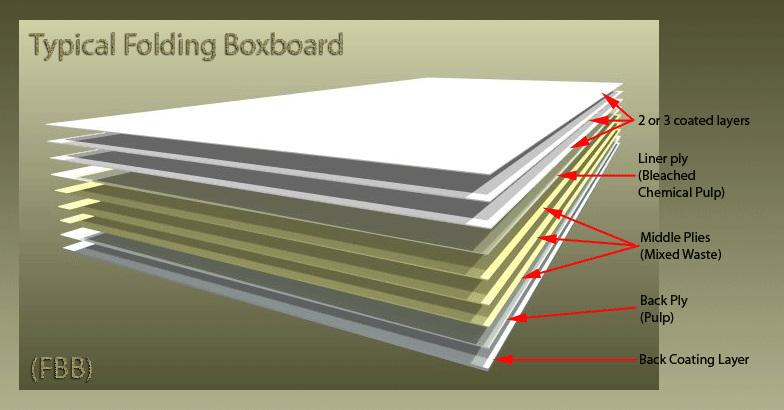 Typical Folding Boxboard
2 or 3 coated layers
Liner ply
(Bleached
Chemical Pulp)
Middle Plies
(Mixed Waste)
Back Ply
(Pulp)
Back Coating Layer
(FBB)